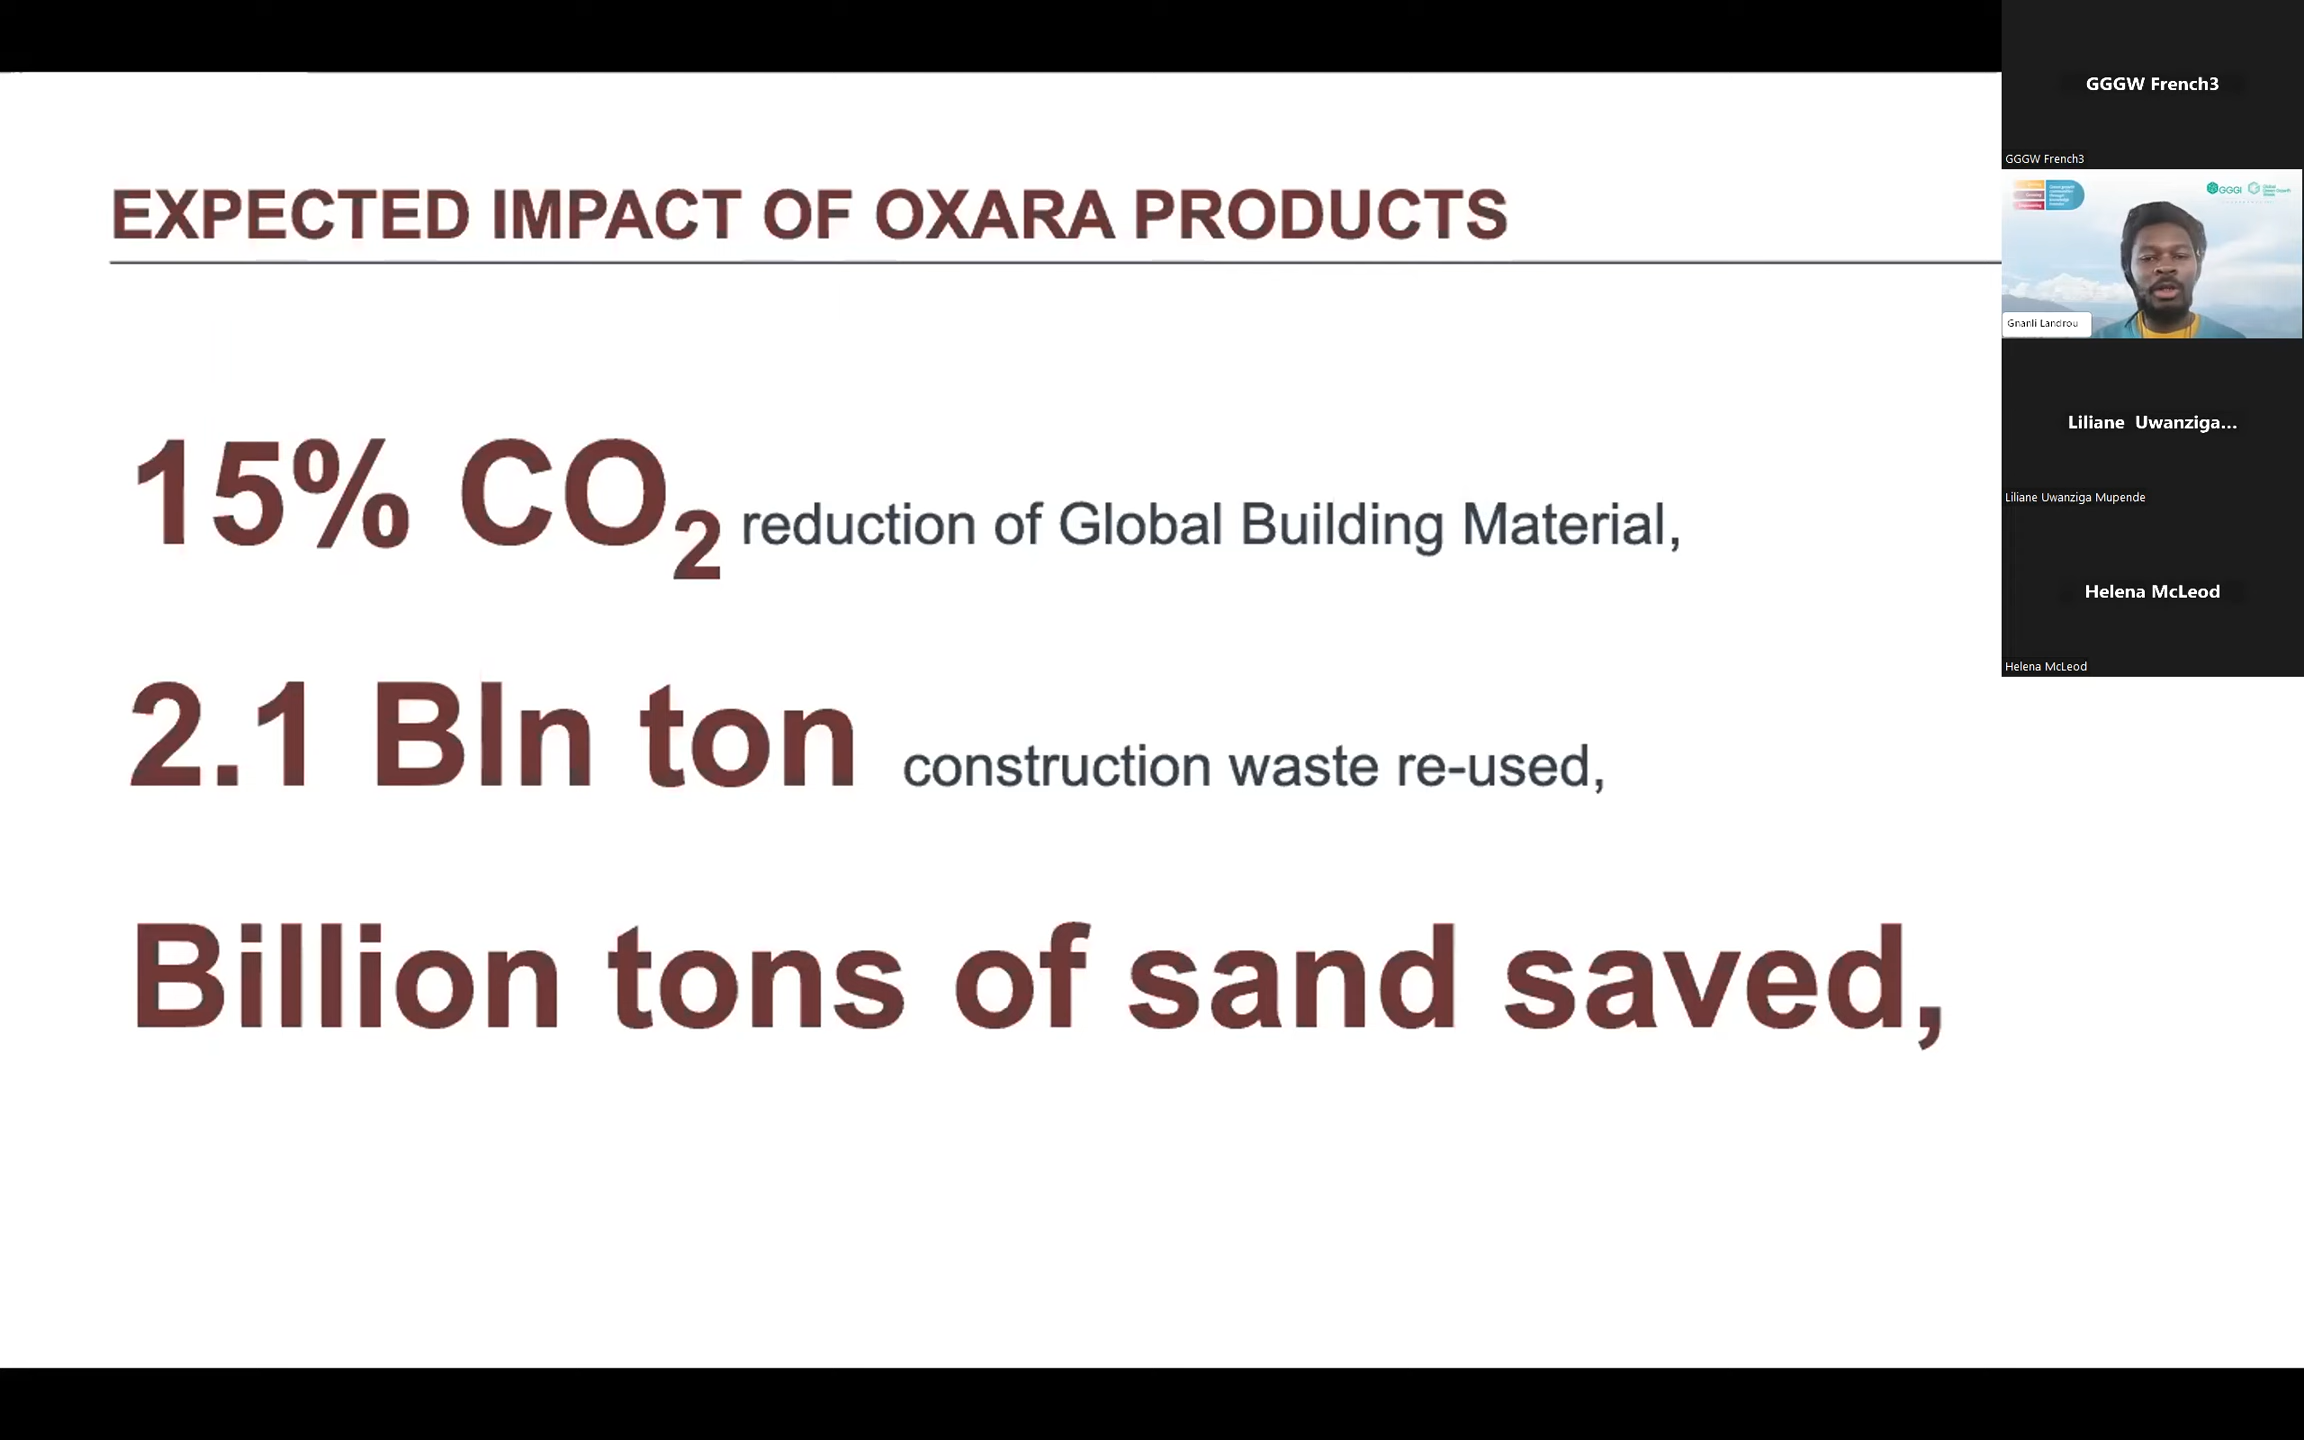 EXPECTED IMPACT OF OXARA PRODUCTS
15% CO₂ reduction of Global Building Material,
2.1 Bln ton construction waste re-used,
Billion tons of sand saved,
GGGW French3
GGGW French3
GGGI
Gnanli Landrou
Liliane Uwanziga...
Liliane Uwanziga Mupende
Helena McLeod
Helena McLeod